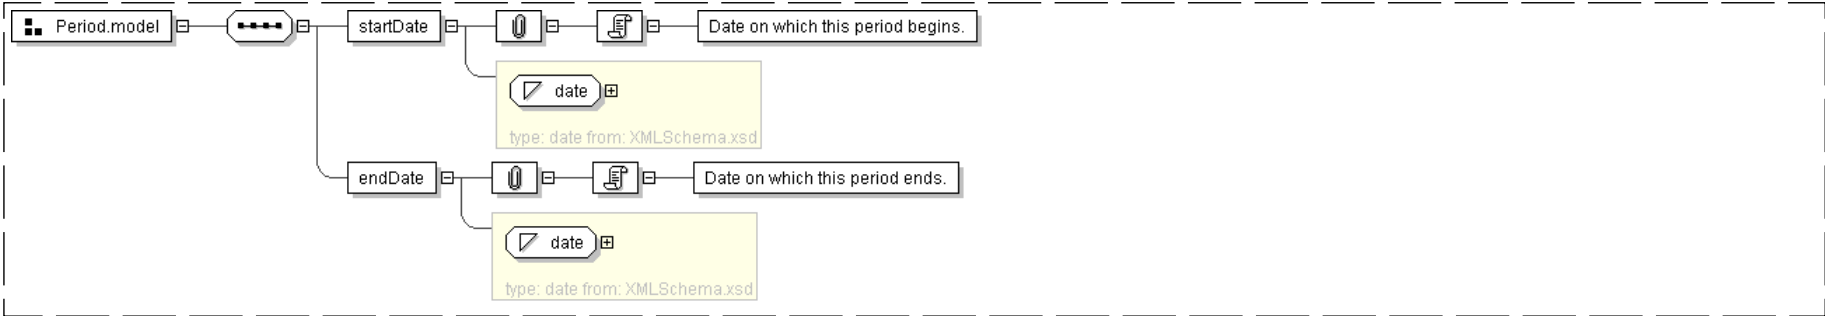 Period.model
startDate
Date on which this period begins.
date
type: date from: XMLSchema.xsd
endDate
Date on which this period ends.
date
type: date from: XMLSchema.xsd